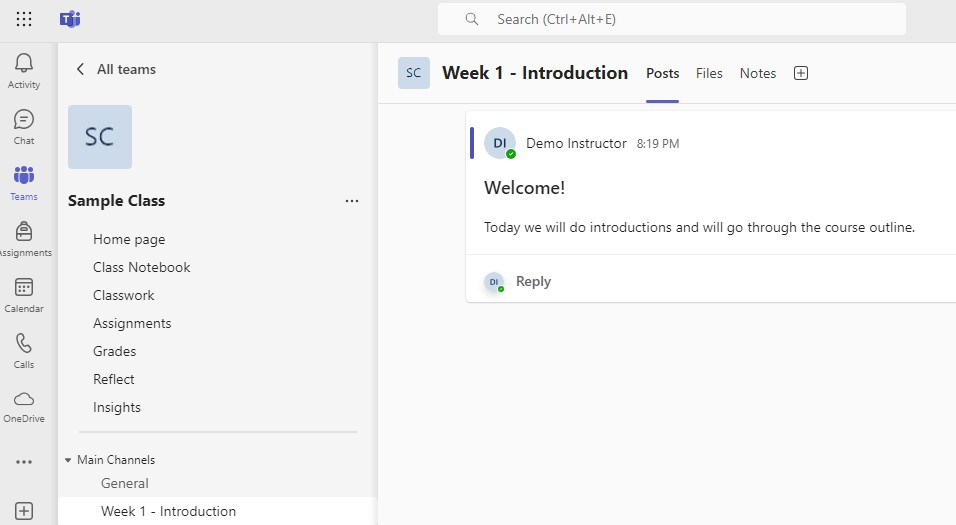 Search (Ctrl+Alt+E)
Activity
Chat
Teams
Assignments
Calendar
Calls
OneDrive
All teams
SC
Sample Class
Home page
Class Notebook
Classwork
Assignments
Grades
Reflect
Insights
Main Channels
General
Week 1 - Introduction
SC Week 1 - Introduction Posts Files Notes
DI Demo Instructor 8:19 PM
Welcome!
Today we will do introductions and will go through the course outline.
DI Reply